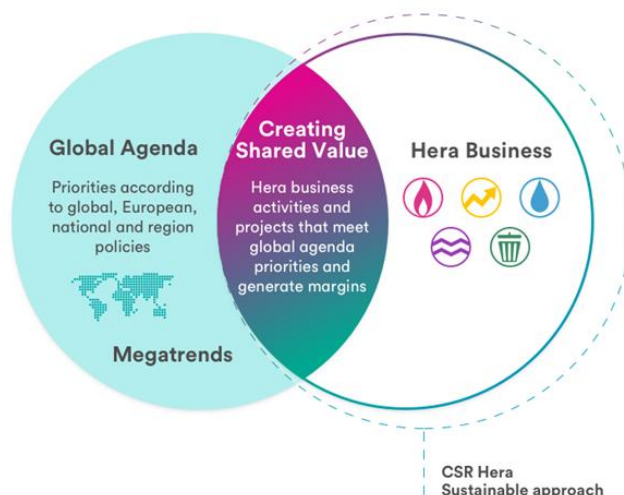 Global Agenda
Priorities according
to global, European,
national and region
policies
Megatrends
Creating
Shared Value
Hera business
activities and
projects that meet
global agenda
priorities and
generate margins
Hera Business
CSR Hera
Sustainable approach